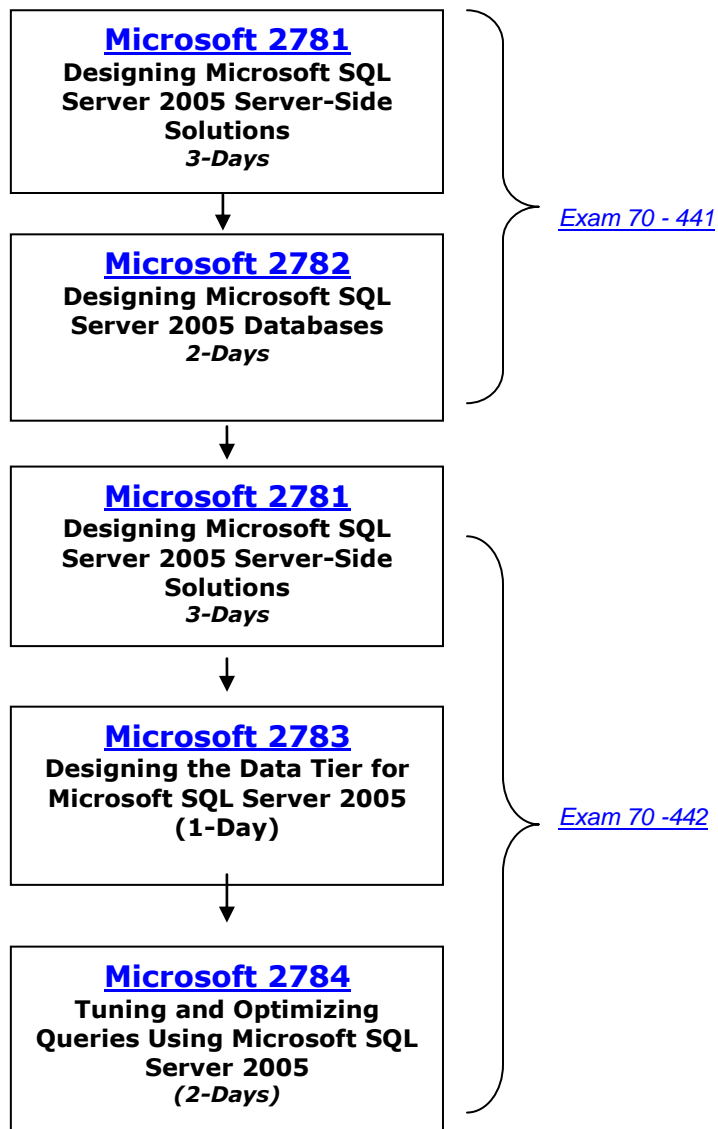 Microsoft 2781
Designing Microsoft SQL
Server 2005 Server-Side
Solutions
3-Days
Exam 70 - 441
Microsoft 2782
Designing Microsoft SQL
Server 2005 Databases
2-Days
Microsoft 2781
Designing Microsoft SQL
Server 2005 Server-Side
Solutions
3-Days
Microsoft 2783
Designing the Data Tier for
Microsoft SQL Server 2005
(1-Day)
Exam 70 -442
Microsoft 2784
Tuning and Optimizing
Queries Using Microsoft SQL
Server 2005
(2-Days)